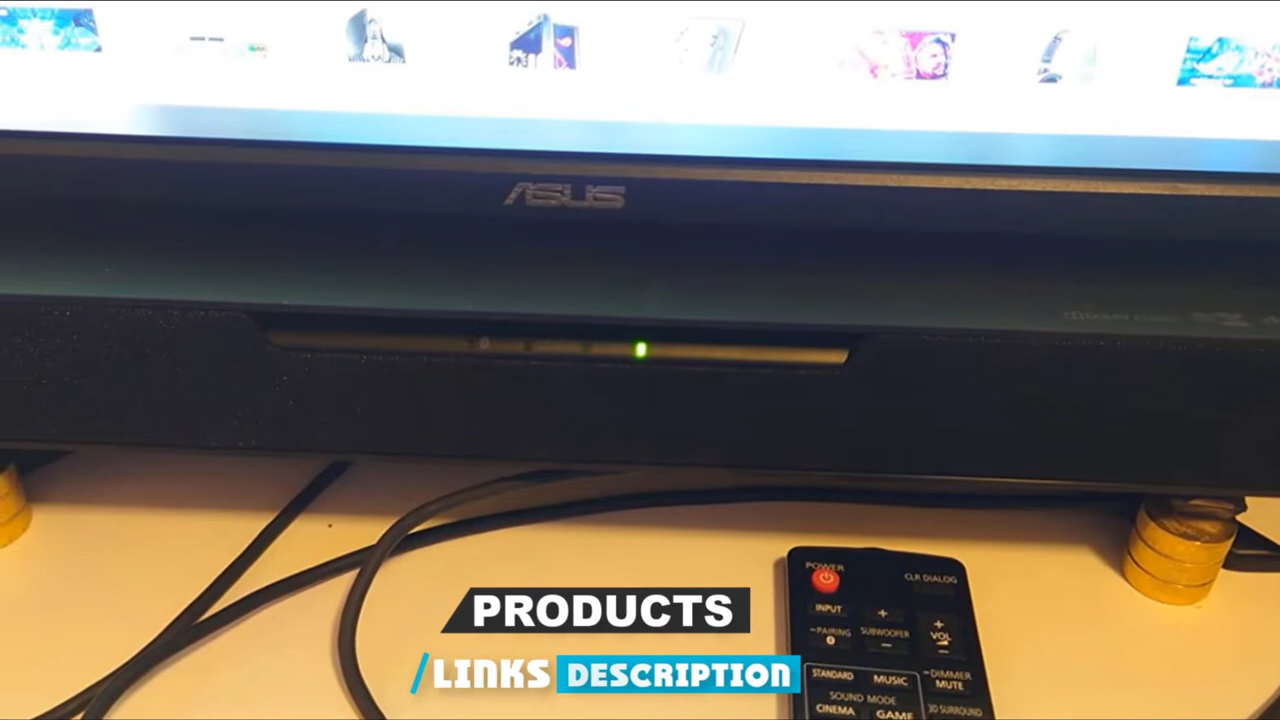 ASUS
POWER
CLR DIALOG
INPUT
+
+
PAIRING
SUBWOOFER
VOL
-
-
STANDARD
MUSIC
DIMMER
MUTE
SOUND MODE
CINEMA
GAME
3D SURROUND
PRODUCTS
/LINKS DESCRIPTION